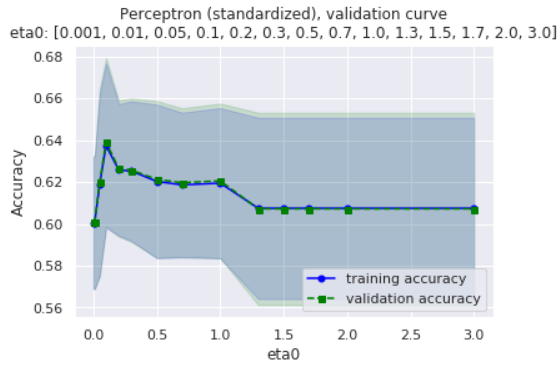 Perceptron (standardized), validation curve
eta0: [0.001, 0.01, 0.05, 0.1, 0.2, 0.3, 0.5, 0.7, 1.0, 1.3, 1.5, 1.7, 2.0, 3.0]
0.68
0.66
0.64
0.62
0.60
0.58
0.56
Accuracy
training accuracy
validation accuracy
0.0 0.5 1.0 1.5 2.0 2.5 3.0
eta0